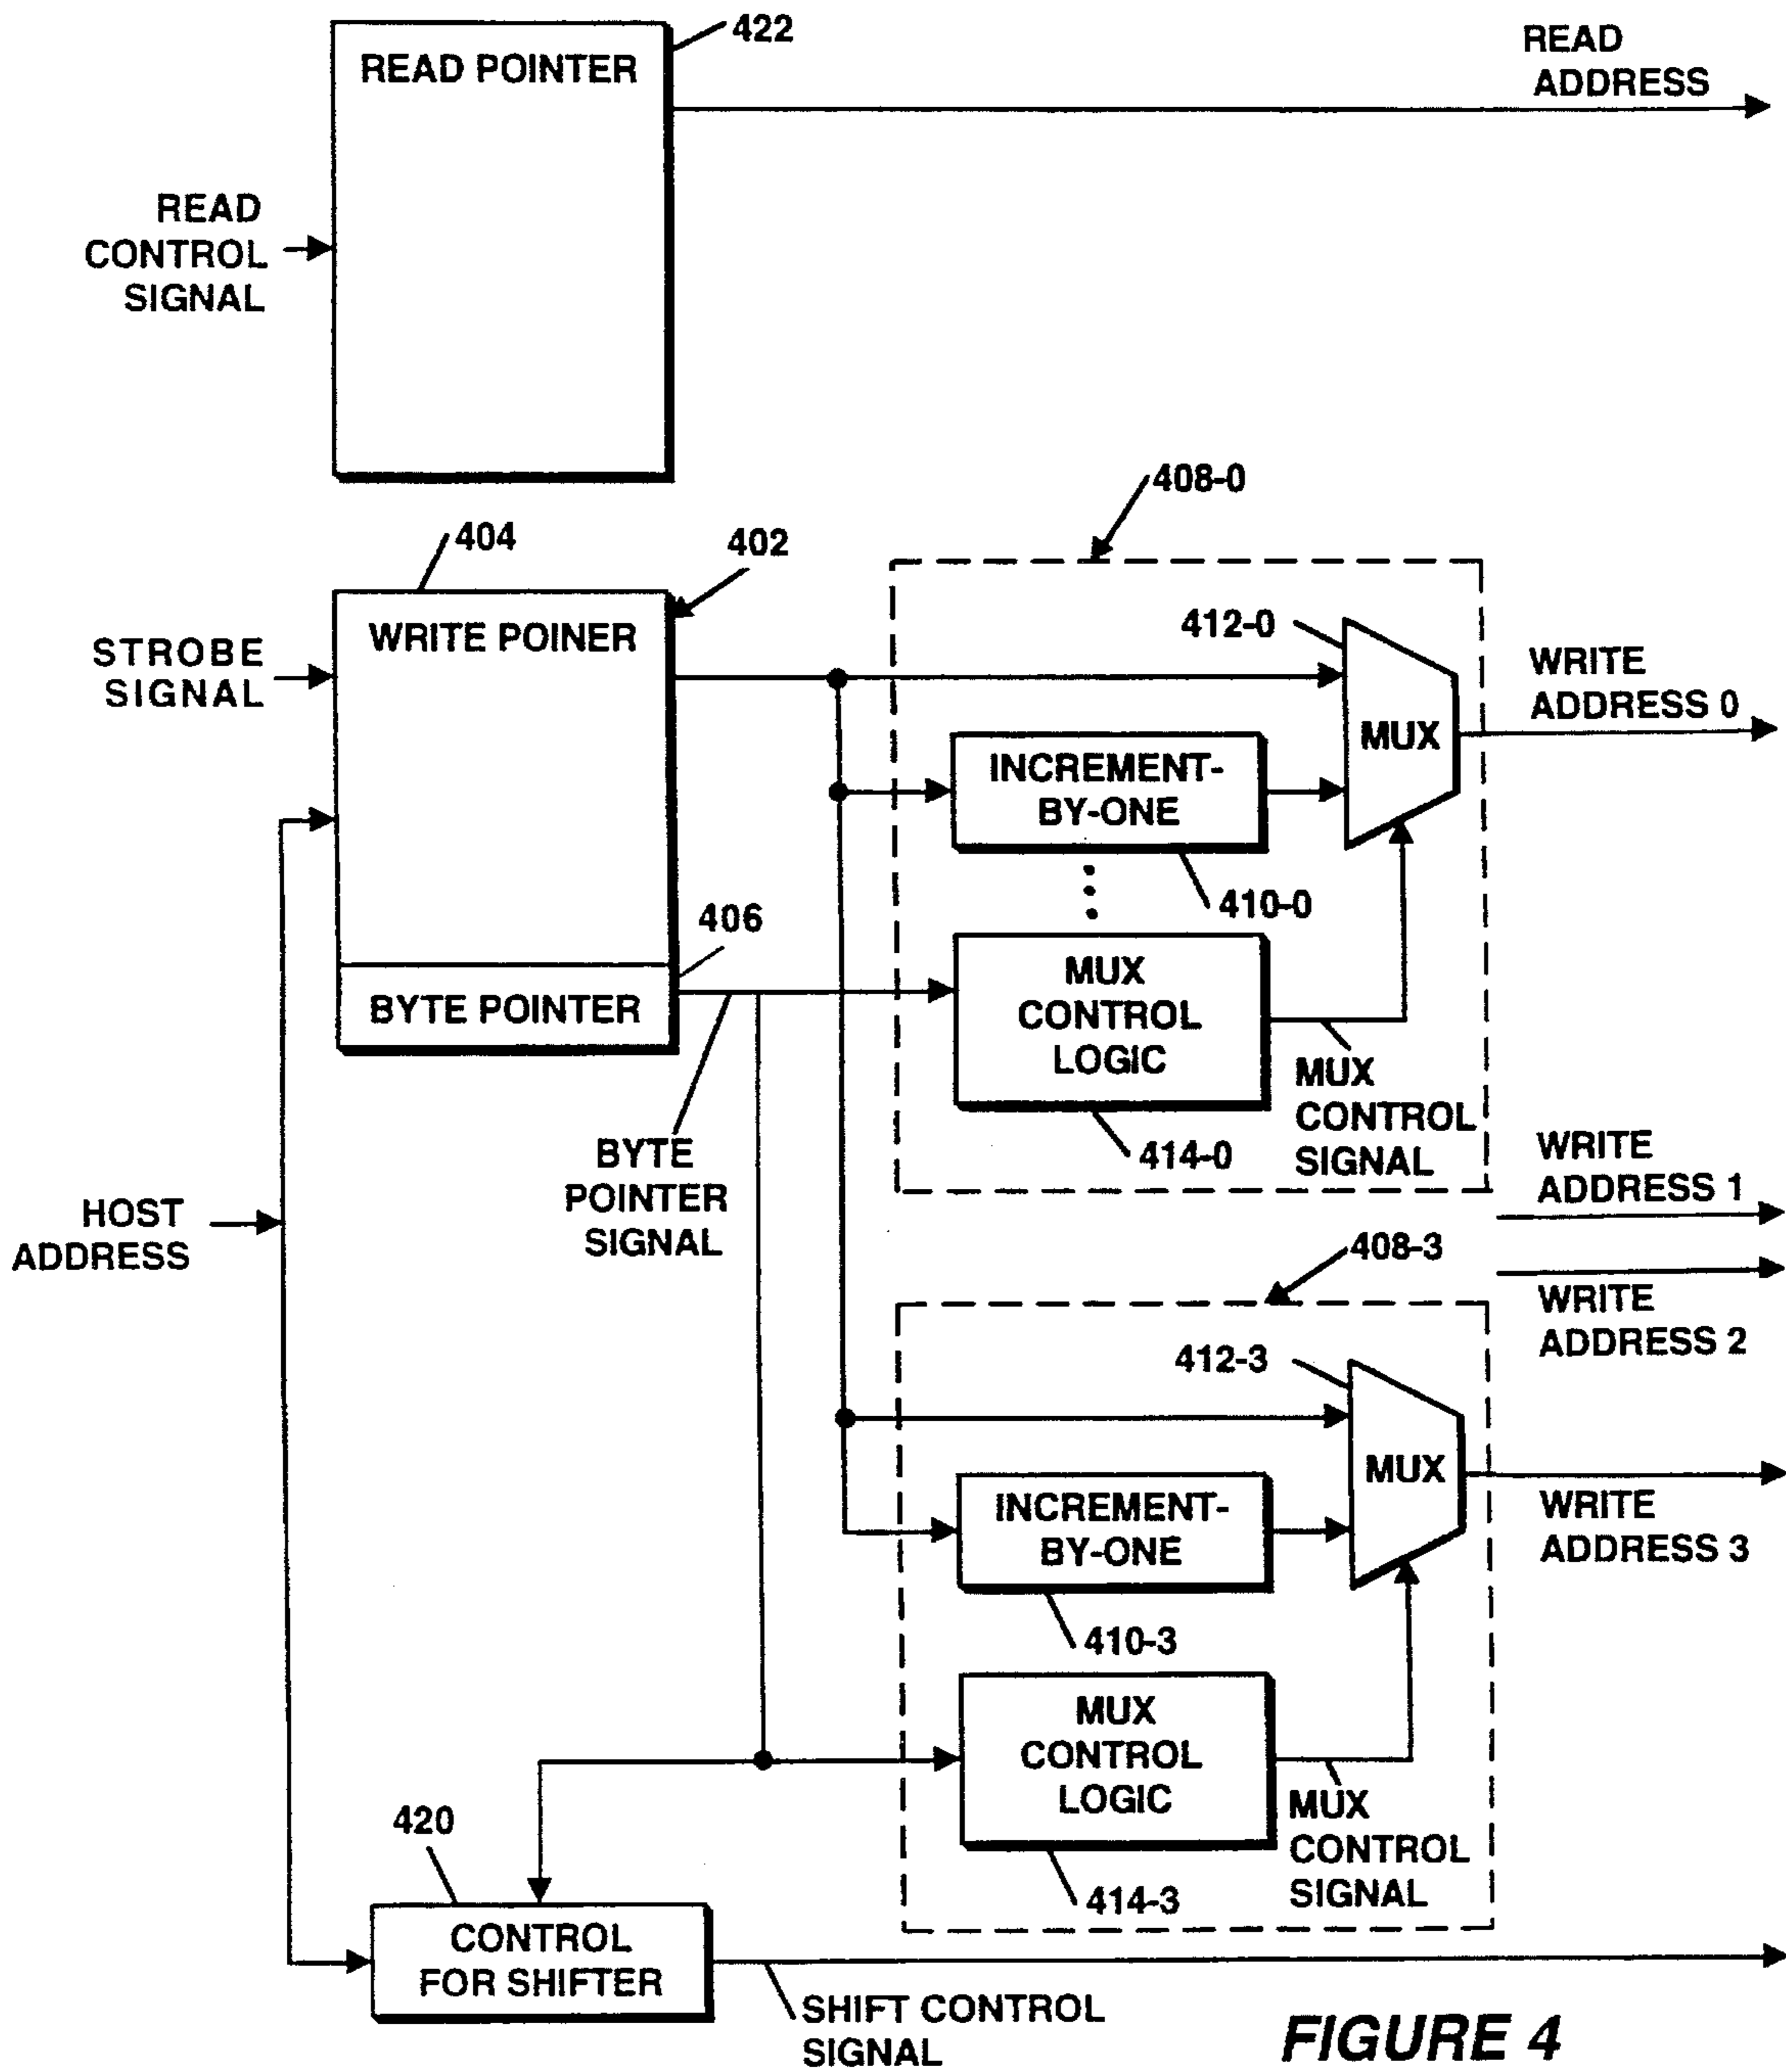 422
READ POINTER
READ
ADDRESS
READ
CONTROL
SIGNAL
408-0
404
402
WRITE POINER
STROBE
SIGNAL
412-0
MUX
WRITE
ADDRESS 0
INCREMENT-
BY-ONE
410-0
406
BYTE POINTER
MUX
CONTROL
LOGIC
MUX
CONTROL
SIGNAL
414-0
BYTE
POINTER
SIGNAL
HOST
ADDRESS
WRITE
ADDRESS 1
408-3
WRITE
ADDRESS 2
412-3
MUX
INCREMENT-
BY-ONE
WRITE
ADDRESS 3
410-3
MUX
CONTROL
LOGIC
MUX
CONTROL
SIGNAL
414-3
420
CONTROL
FOR SHIFTER
SHIFT CONTROL
SIGNAL
FIGURE 4